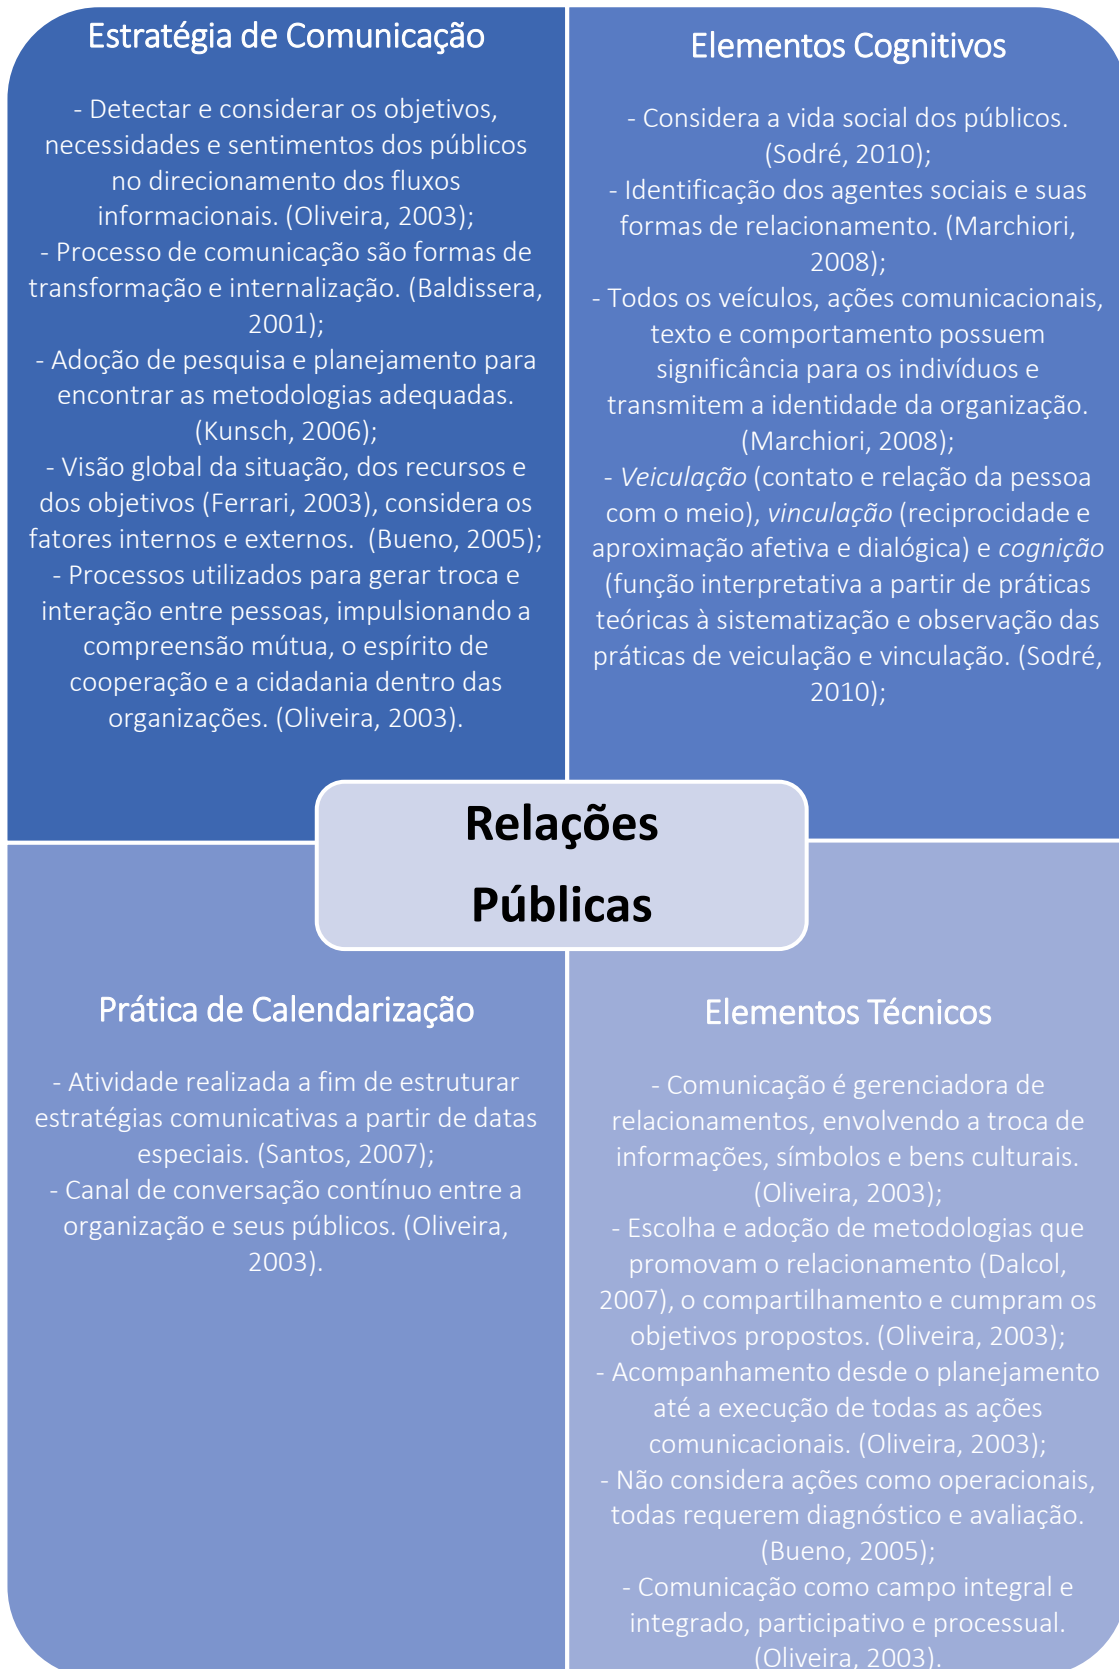 Estratégia de Comunicação
- Detectar e considerar os objetivos,
necessidades e sentimentos dos públicos
no direcionamento dos fluxos
informacionais. (Oliveira, 2003);
- Processo de comunicação são formas de
transformação e internalização. (Baldissera,
2001);
- Adoção de pesquisa e planejamento para
encontrar as metodologias adequadas.
(Kunsch, 2006);
- Visão global da situação, dos recursos e
dos objetivos (Ferrari, 2003), considera os
fatores internos e externos.  (Bueno, 2005);
- Processos utilizados para gerar troca e
interação entre pessoas, impulsionando a
compreensão mútua, o espírito de
cooperação e a cidadania dentro das
organizações. (Oliveira, 2003).
Elementos Cognitivos
- Considera a vida social dos públicos.
(Sodré, 2010);
- Identificação dos agentes sociais e suas
formas de relacionamento. (Marchiori,
2008);
- Todos os veículos, ações comunicacionais,
texto e comportamento possuem
significância para os indivíduos e
transmitem a identidade da organização.
(Marchiori, 2008);
- Veiculação (contato e relação da pessoa
com o meio), vinculação (reciprocidade e
aproximação afetiva e dialógica) e cognição
(função interpretativa a partir de práticas
teóricas à sistematização e observação das
práticas de veiculação e vinculação. (Sodré,
2010);
Relações
Públicas
Prática de Calendarização
- Atividade realizada a fim de estruturar
estratégias comunicativas a partir de datas
especiais. (Santos, 2007);
- Canal de conversação contínuo entre a
organização e seus públicos. (Oliveira,
2003).
Elementos Técnicos
- Comunicação é gerenciadora de
relacionamentos, envolvendo a troca de
informações, símbolos e bens culturais.
(Oliveira, 2003);
- Escolha e adoção de metodologias que
promovam o relacionamento (Dalcol,
2007), o compartilhamento e cumpram os
objetivos propostos. (Oliveira, 2003);
- Acompanhamento desde o planejamento
até a execução de todas as ações
comunicacionais. (Oliveira, 2003);
- Não considera ações como operacionais,
todas requerem diagnóstico e avaliação.
(Bueno, 2005);
- Comunicação como campo integral e
integrado, participativo e processual.
(Oliveira, 2003).